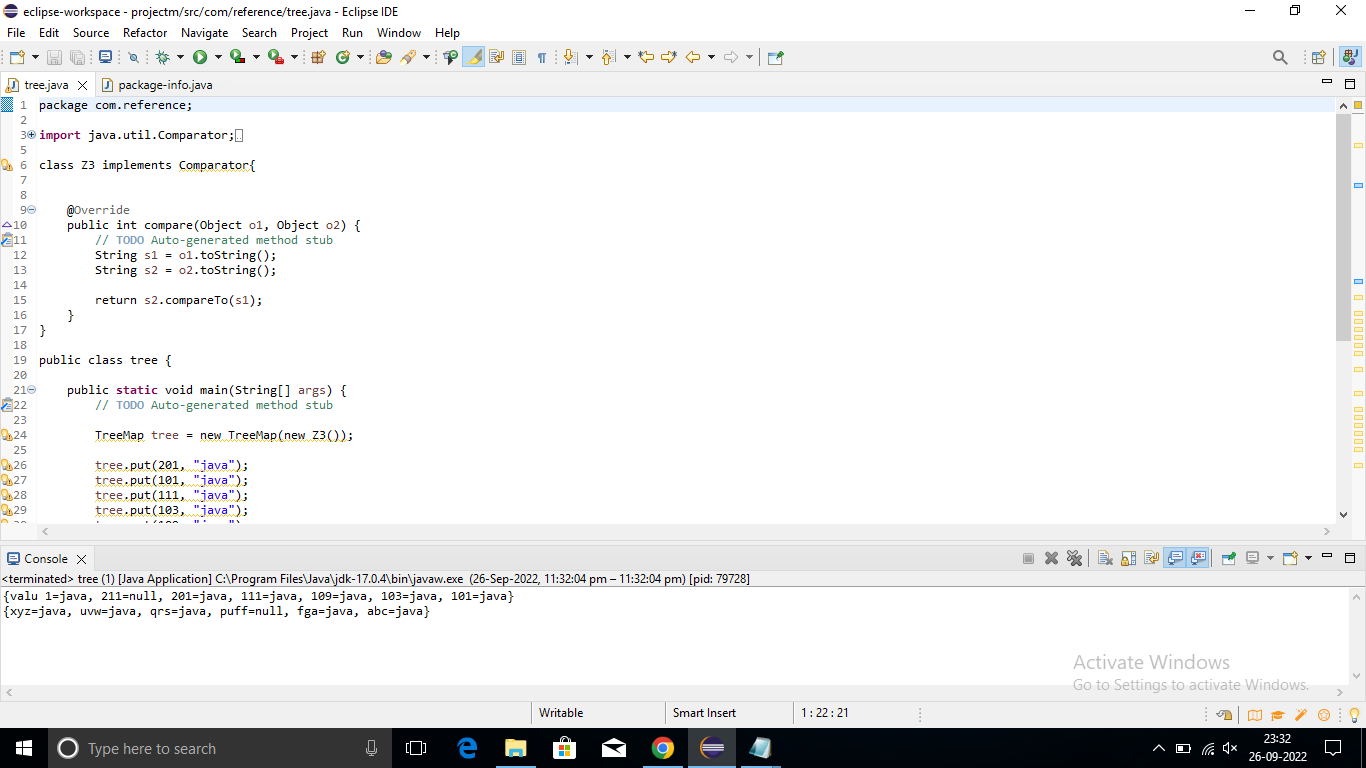 eclipse-workspace - projectm/src/com/reference/tree.java - Eclipse IDE
File Edit Source Refactor Navigate Search Project Run Window Help
tree.java package-info.java
1 package com.reference;
2
3 import java.util.Comparator;
5
6 class Z3 implements Comparator{
7
8
9 @Override
10 public int compare(Object o1, Object o2) {
11 // TODO Auto-generated method stub
12 String s1 = o1.toString();
13 String s2 = o2.toString();
14
15 return s2.compareTo(s1);
16 }
17 }
18
19 public class tree {
20
21 public static void main(String[] args) {
22 // TODO Auto-generated method stub
23
24 TreeMap tree = new TreeMap(new Z3());
25
26 tree.put(201, "java");
27 tree.put(101, "java");
28 tree.put(111, "java");
29 tree.put(103, "java");
Console
<terminated> tree (1) [Java Application] C:\Program Files\Java\jdk-17.0.4\bin\javaw.exe (26-Sep-2022, 11:32:04 pm – 11:32:04 pm) [pid: 79728]
{valu 1=java, 211=null, 201=java, 111=java, 109=java, 103=java, 101=java}
{xyz=java, uvw=java, qrs=java, puff=null, fga=java, abc=java}
Activate Windows
Go to Settings to activate Windows.
Writable Smart Insert 1 : 22 : 21
Type here to search
23:32
26-09-2022